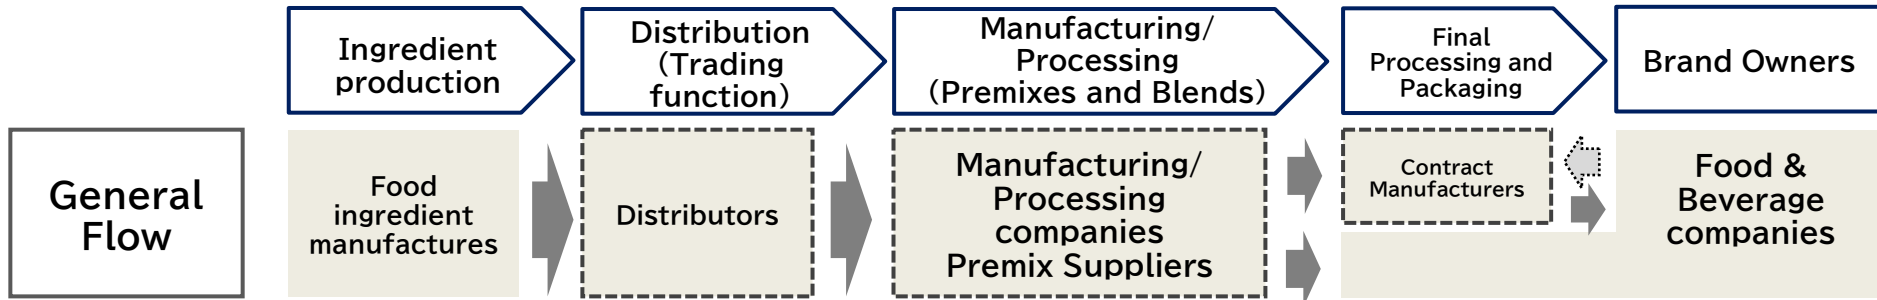 Ingredient
production
Distribution
(Trading
function)
Manufacturing/
Processing
(Premixes and Blends)
Final
Processing and
Packaging
Brand Owners
General
Flow
Food
ingredient
manufactures
Distributors
Manufacturing/
Processing
companies
Premix Suppliers
Contract
Manufacturers
Food &
Beverage
companies